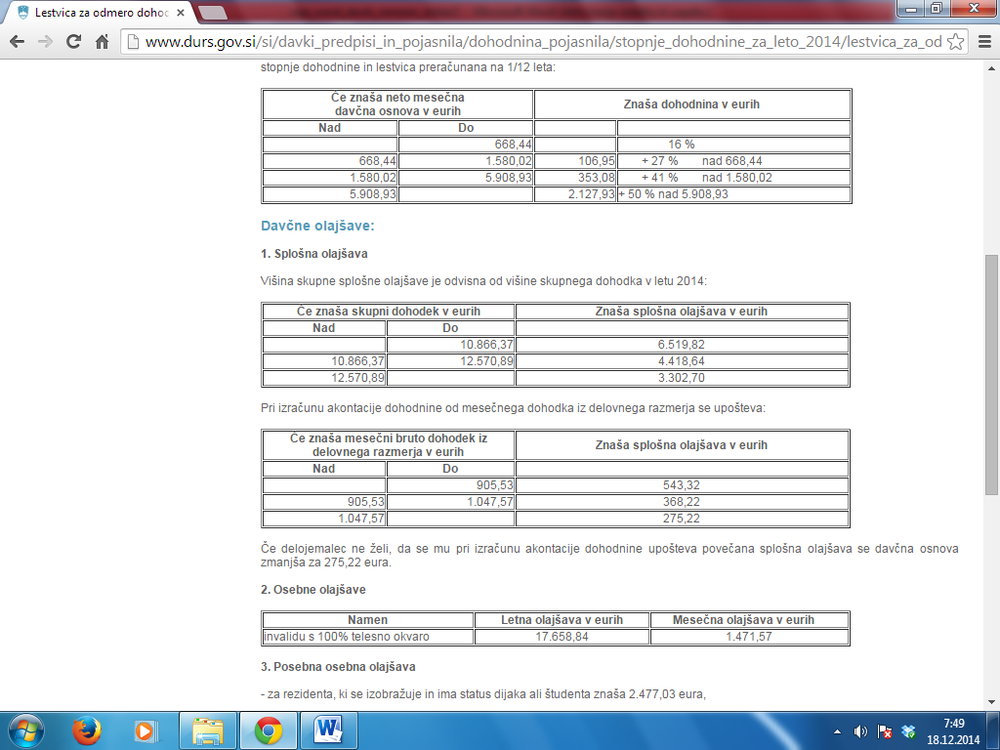 Lestvica za odmero dohod
www.durs.gov.si/si/davki_predpisi_in_pojasnila/dohodnina_pojasnila/stopnje_dohodnine_za_leto_2014/lestvica_za_od
stopnje dohodnine in lestvica preračunana na 1/12 leta:
Če znaša neto mesečna
davčna osnova v eurih
Znaša dohodnina v eurih
Nad Do
668,44 16 %
668,44 1.580,02 106,95 + 27 % nad 668,44
1.580,02 5.908,93 353,08 + 41 % nad 1.580,02
5.908,93 2.127,93 + 50 % nad 5.908,93
Davčne olajšave:
1. Splošna olajšava
Višina skupne splošne olajšave je odvisna od višine skupnega dohodka v letu 2014:
Če znaša skupni dohodek v eurih Znaša splošna olajšava v eurih
Nad Do
10.866,37 6.519,82
10.866,37 12.570,89 4.418,64
12.570,89 3.302,70
Pri izračunu akontacije dohodnine od mesečnega dohodka iz delovnega razmerja se upošteva:
Če znaša mesečni bruto dohodek iz
delovnega razmerja v eurih
Znaša splošna olajšava v eurih
Nad Do
905,53 543,32
905,53 1.047,57 368,22
1.047,57 275,22
Če delojemalec ne želi, da se mu pri izračunu akontacije dohodnine upošteva povečana splošna olajšava se davčna osnova
zmanjša za 275,22 eura.
2. Osebne olajšave
Namen Letna olajšava v eurih Mesečna olajšava v eurih
invalidu s 100% telesno okvaro 17.658,84 1.471,57
3. Posebna osebna olajšava
- za rezidenta, ki se izobražuje in ima status dijaka ali študenta znaša 2.477,03 eura,
7:49
18.12.2014